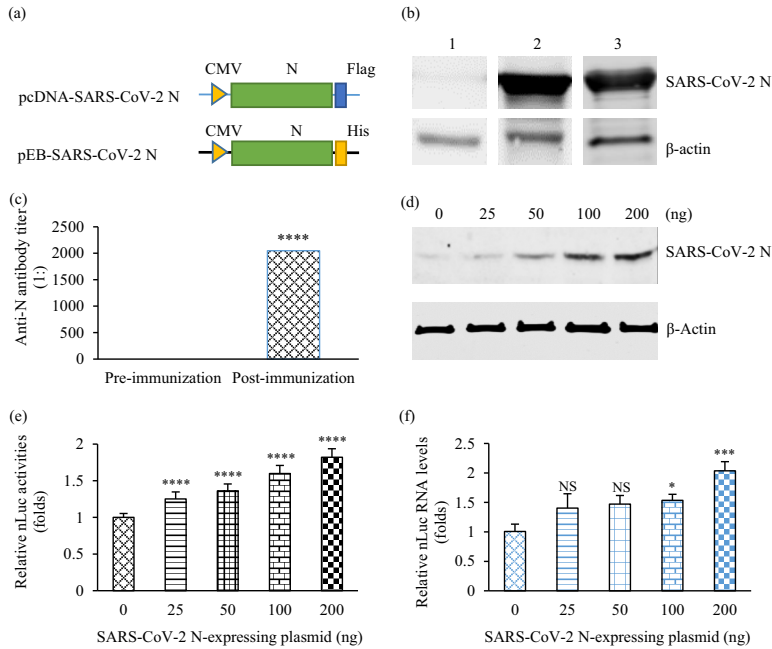 (a)
CMV N Flag
pcDNA-SARS-CoV-2 N
CMV N His
pEB-SARS-CoV-2 N
(b)
1 2 3
SARS-CoV-2 N
β-actin
(c)
Anti-N antibody titer
(1:)
2500
2000
1500
1000
500
0
****
Pre-immunization Post-immunization
(d)
0 25 50 100 200 (ng)
SARS-CoV-2 N
β-Actin
(e)
Relative nLuc activities
(folds)
2
1.5
1
0.5
0
**** **** **** ****
0 25 50 100 200
SARS-CoV-2 N-expressing plasmid (ng)
(f)
Relative nLuc RNA levels
(folds)
2.5
2
1.5
1
0.5
0
NS NS * ***
0 25 50 100 200
SARS-CoV-2 N-expressing plasmid (ng)